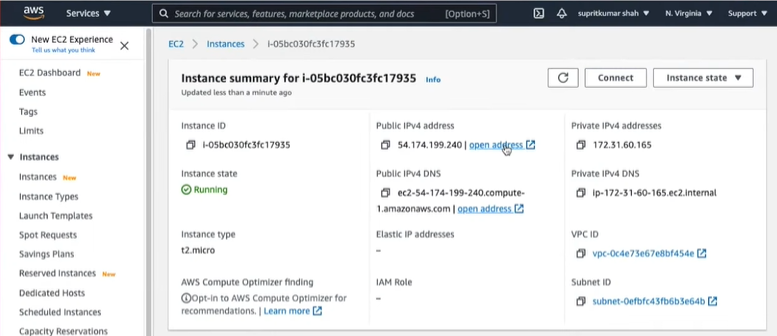 aws
Services ▼
Search for services, features, marketplace products, and docs [Option+S]
supritkumar shah ▼
N. Virginia ▼
Support ▼
New EC2 Experience
Tell us what you think
EC2 Dashboard New
Events
Tags
Limits
▼ Instances
Instances New
Instance Types
Launch Templates
Spot Requests
Savings Plans
Reserved Instances New
Dedicated Hosts
Scheduled Instances
Capacity Reservations
EC2 > Instances > i-05bc030fc3fc17935
Instance summary for i-05bc030fc3fc17935 Info
Updated less than a minute ago
Connect
Instance state ▼
Instance ID
i-05bc030fc3fc17935
Public IPv4 address
54.174.199.240 | open address
Private IPv4 addresses
172.31.60.165
Instance state
Running
Public IPv4 DNS
ec2-54-174-199-240.compute-
1.amazonaws.com | open address
Private IPv4 DNS
ip-172-31-60-165.ec2.internal
Instance type
t2.micro
Elastic IP addresses
–
VPC ID
vpc-0c4e73e67e8bf454e
AWS Compute Optimizer finding
Opt-in to AWS Compute Optimizer for
recommendations. | Learn more
IAM Role
–
Subnet ID
subnet-0efbfc43fb6b3e64b